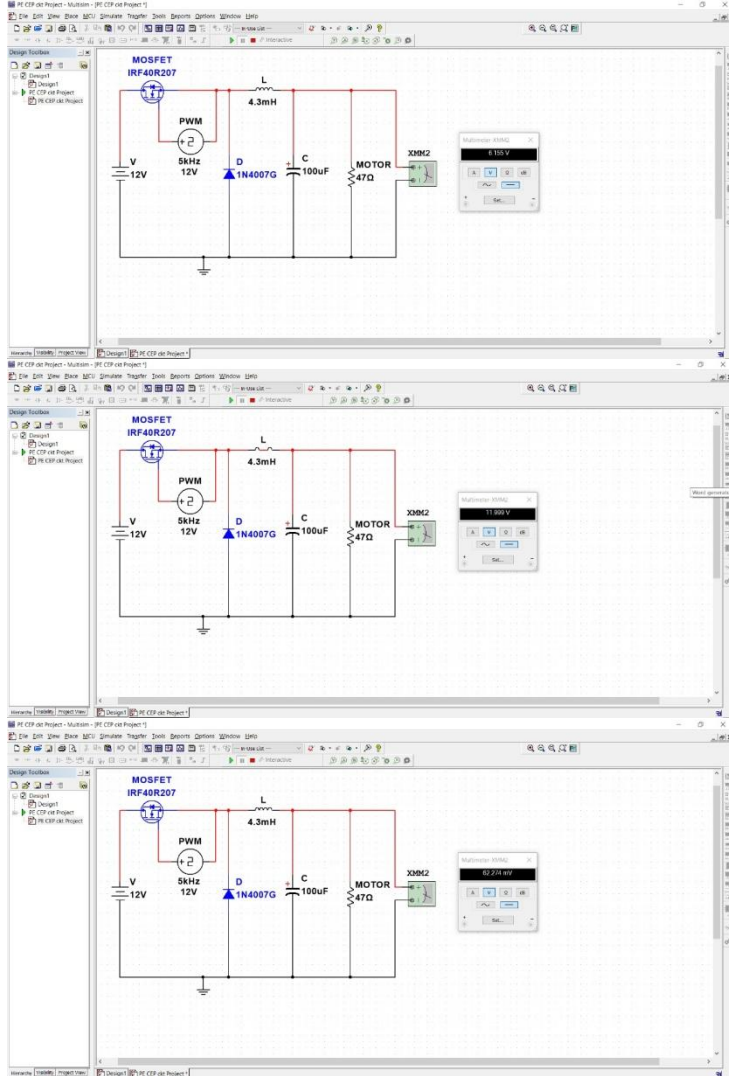 PE CEP ckt Project - Multisim - [PE CEP ckt Project *]
File Edit View Place MCU Simulate Transfer Tools Reports Options Window Help
Interactive
Design Toolbox
Design1
Design1
PE CEP ckt Project
PE CEP ckt Project
MOSFET
IRF40R207
L
4.3mH
PWM
5kHz
12V
V
12V
D
1N4007G
C
100uF
MOTOR
47Ω
XMM2
Multimeter-XMM2
6.155 V
A V Ω dB
Set...
Hierarchy Visibility Project View
Design1 PE CEP ckt Project *
PE CEP ckt Project - Multisim - [PE CEP ckt Project *]
File Edit View Place MCU Simulate Transfer Tools Reports Options Window Help
Interactive
Design Toolbox
Design1
Design1
PE CEP ckt Project
PE CEP ckt Project
MOSFET
IRF40R207
L
4.3mH
PWM
5kHz
12V
V
12V
D
1N4007G
C
100uF
MOTOR
47Ω
XMM2
Multimeter-XMM2
11.999 V
A V Ω dB
Set...
Hierarchy Visibility Project View
Design1 PE CEP ckt Project *
PE CEP ckt Project - Multisim - [PE CEP ckt Project *]
File Edit View Place MCU Simulate Transfer Tools Reports Options Window Help
Interactive
Design Toolbox
Design1
Design1
PE CEP ckt Project
PE CEP ckt Project
MOSFET
IRF40R207
L
4.3mH
PWM
5kHz
12V
V
12V
D
1N4007G
C
100uF
MOTOR
47Ω
XMM2
Multimeter-XMM2
62.274 mV
A V Ω dB
Set...
Hierarchy Visibility Project View
Design1 PE CEP ckt Project *